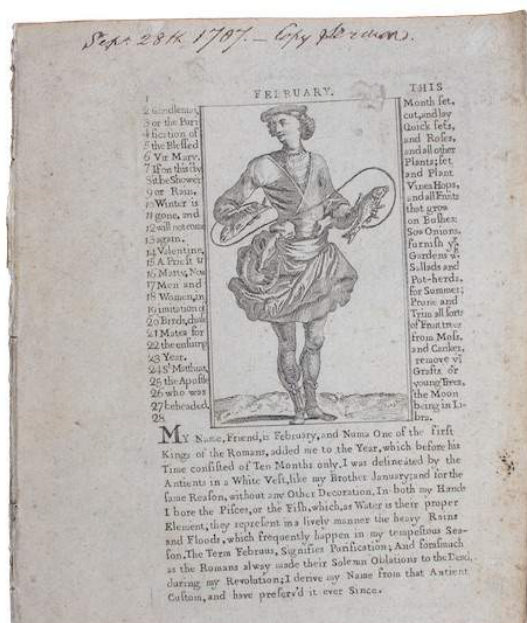 Sept. 28th. 1707. – Copy of Sermon.
FEBRUARY.
1
2 Candlemas,
3 or the Puri
4 fication of
5 the Blessed
6 Vir Mary.
7 If on this dy
8 it be Shower
9 or Rain,
10 Winter is
11 gone, and
12 will not come
13 again.
14 Valentine,
15 A Priest &
16 Marty, Now
17 Men and
18 Women, in
19 imitation of
20 Birds, chuse
21 Mates for
22 the ensuing
23 Year.
24 St Matthias
25 the Apostle
26 who was
27 beheaded.
28
THIS
Month set,
cut, and lay
Quick sets,
and Roses,
and all other
Plants; set
and Plant
Vines Hops,
and all Fruits
that grow
on Bushes:
Sow Onions,
furnish ye
Gardens wt
Sallads and
Pot-herds.
for Summer;
Prune and
Trim all sorts
of Fruit trees
from Moss,
and Canker,
remove ye
Grafts or
young Trees,
the Moon
being in Li-
bra.
MY Name, Friend, is February, and Numa One of the first
Kings of the Romans, added me to the Year, which before his
Time consisted of Ten Months only. I was delineated by the
Antients in a White Vest, like my Brother January; and for the
same Reason, without any Other Decoration. In both my Hands
I bore the Pisces, or the Fish, which, as Water is their proper
Element, they represent in a lively manner the heavy Rains
and Floods, which frequently happen in my tempestous Sea-
son. The Term Februus, Signifies Purification; And forasmuch
as the Romans alway made their Solemn Oblations to the Dead,
during my Revolution; I derive my Name from that Antient
Custom, and have preserv'd it ever Since.